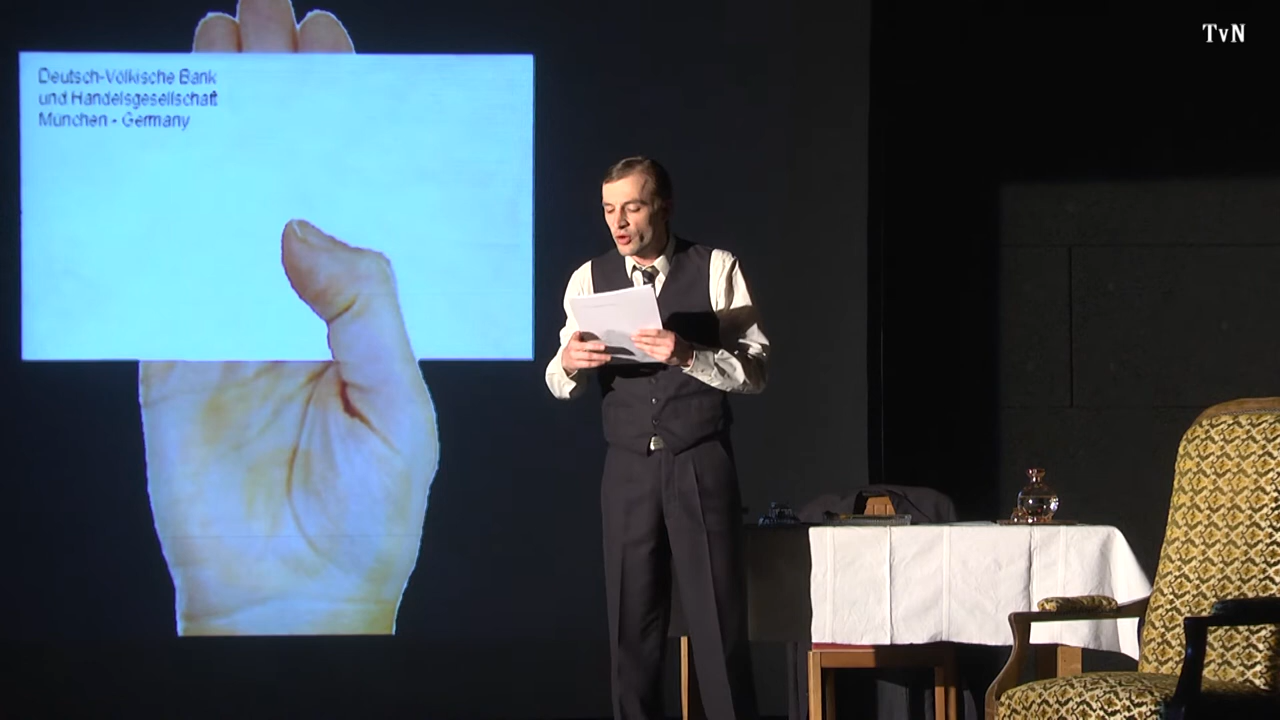 TvN
Deutsch-Völkische Bank
und Handelsgesellschaft
München - Germany